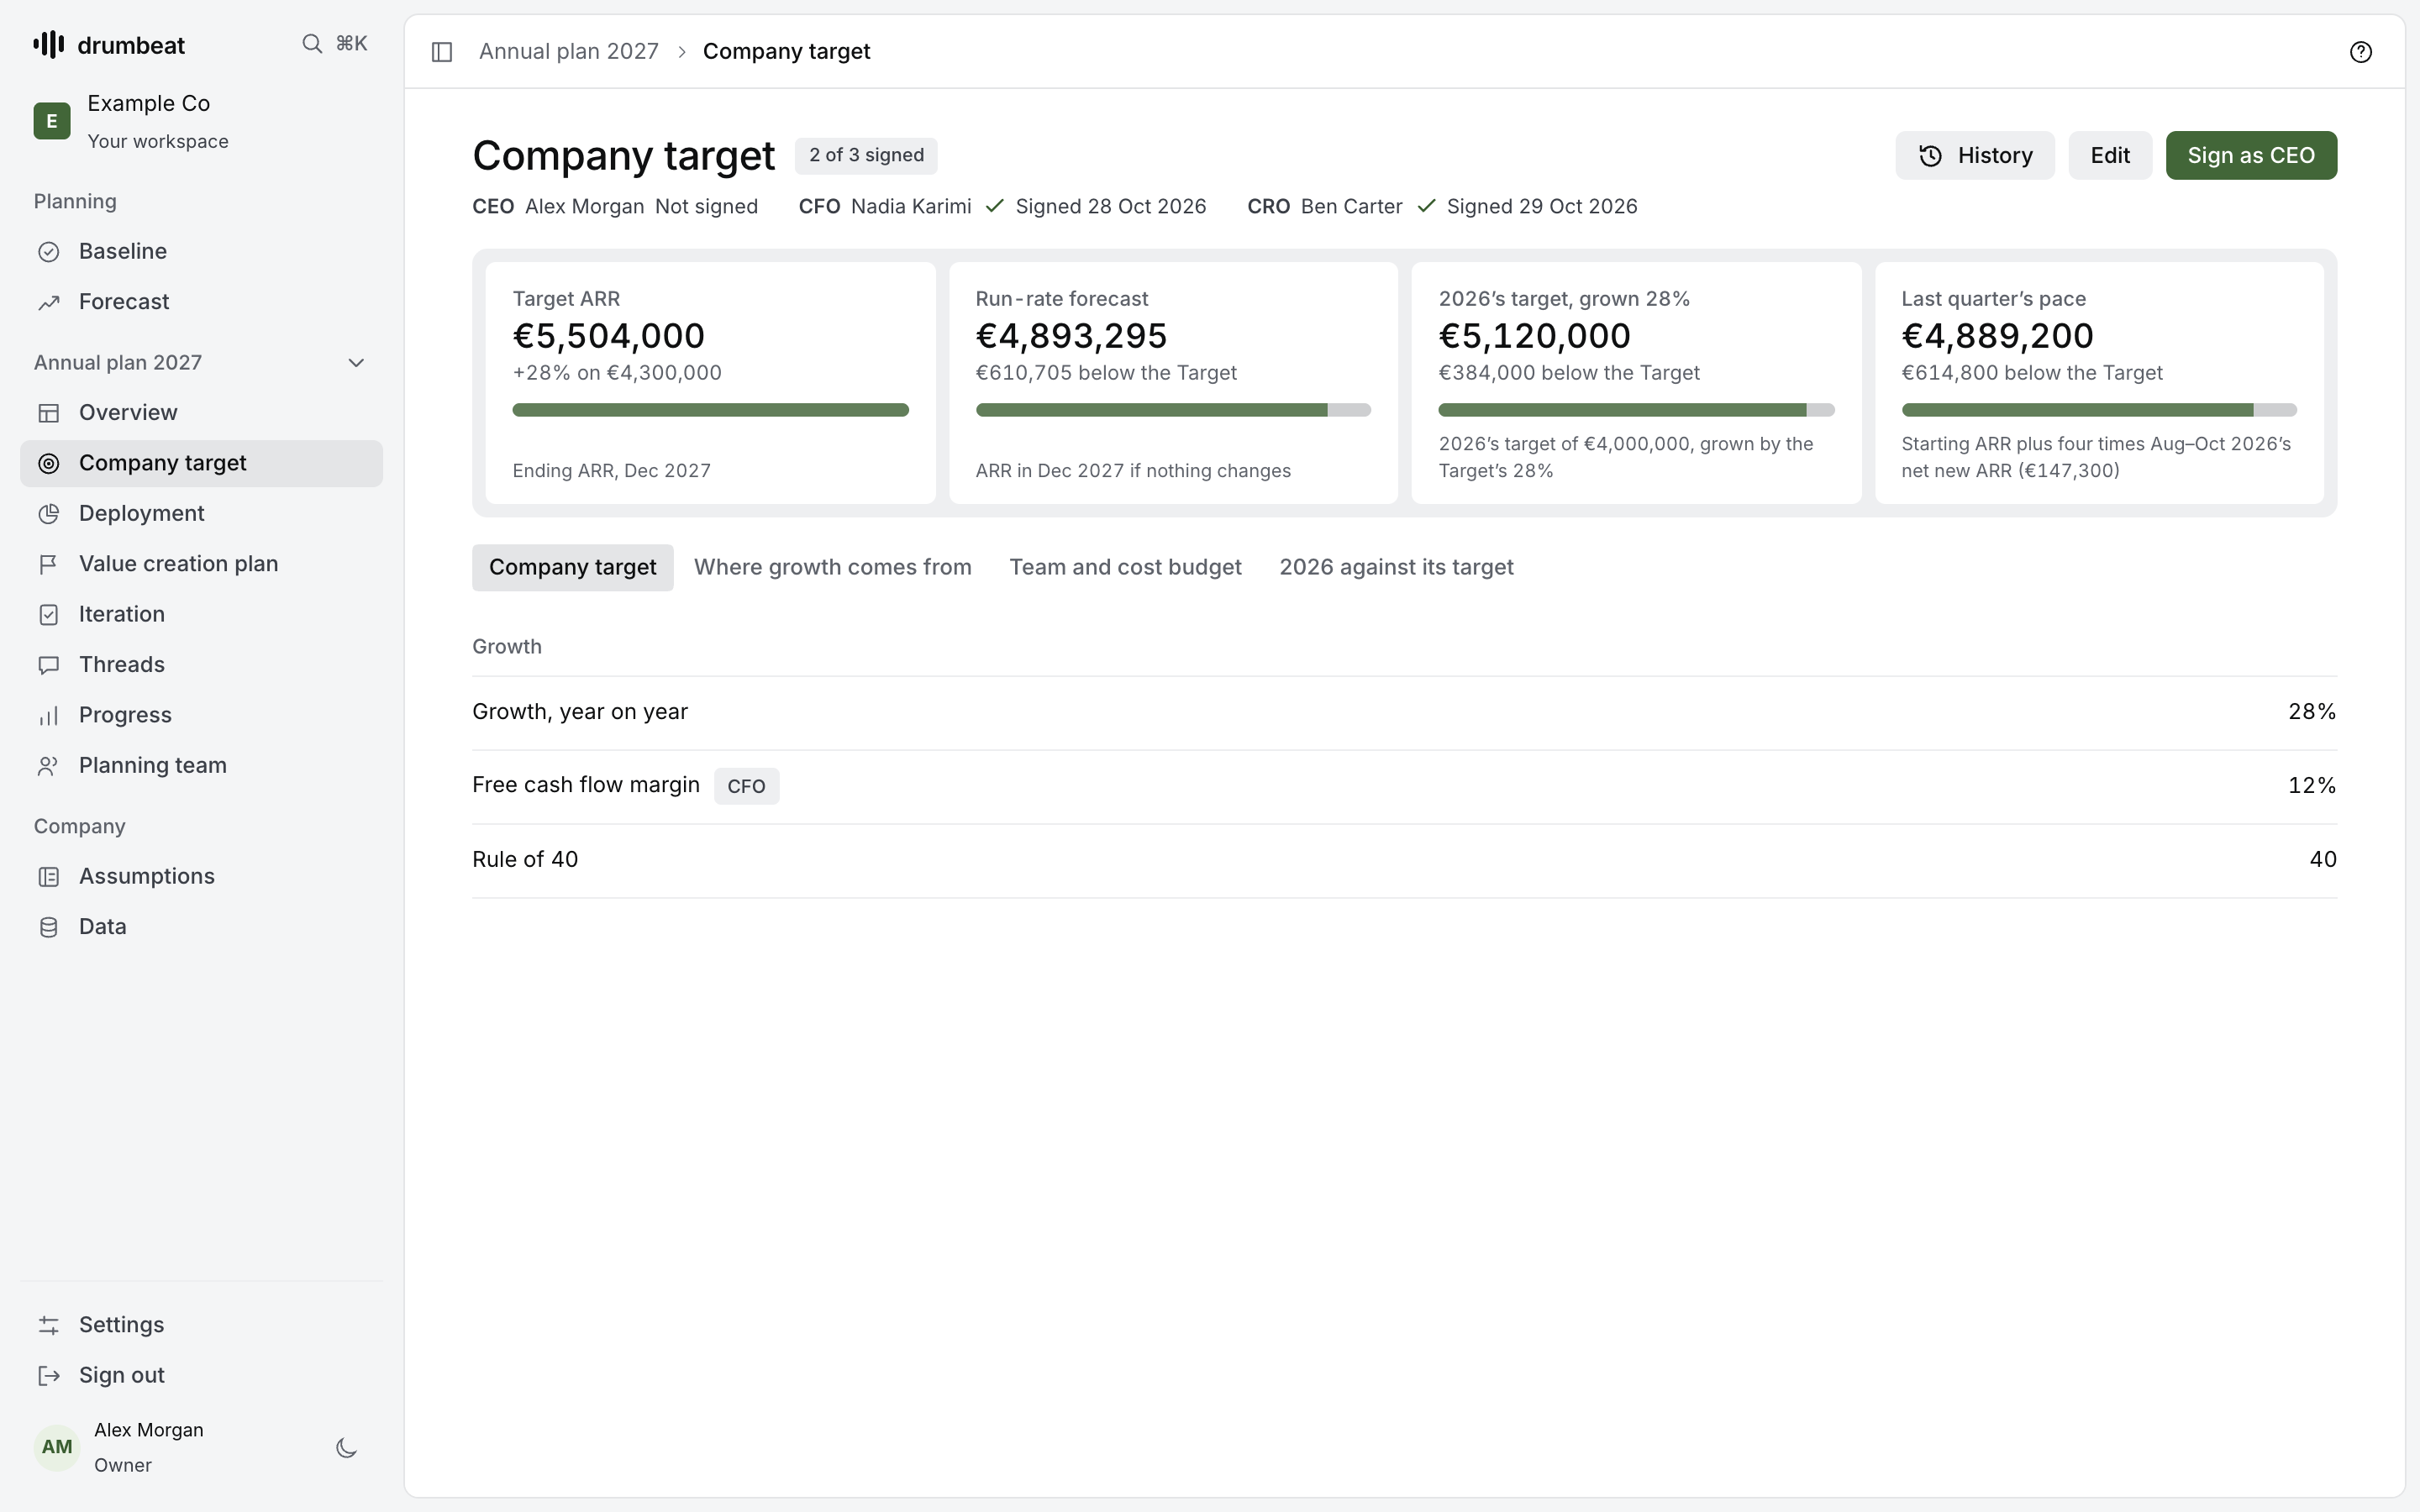 drumbeat
⌘K
E
Example Co
Your workspace
Planning
Baseline
Forecast
Annual plan 2027
Overview
Company target
Deployment
Value creation plan
Iteration
Threads
Progress
Planning team
Company
Assumptions
Data
Settings
Sign out
AM
Alex Morgan
Owner
Annual plan 2027 > Company target
Company target 2 of 3 signed
History Edit Sign as CEO
CEO Alex Morgan Not signed CFO Nadia Karimi ✓ Signed 28 Oct 2026 CRO Ben Carter ✓ Signed 29 Oct 2026
Target ARR
€5,504,000
+28% on €4,300,000
Ending ARR, Dec 2027
Run-rate forecast
€4,893,295
€610,705 below the Target
ARR in Dec 2027 if nothing changes
2026’s target, grown 28%
€5,120,000
€384,000 below the Target
2026’s target of €4,000,000, grown by the
Target’s 28%
Last quarter’s pace
€4,889,200
€614,800 below the Target
Starting ARR plus four times Aug–Oct 2026’s
net new ARR (€147,300)
Company target Where growth comes from Team and cost budget 2026 against its target
Growth
Growth, year on year 28%
Free cash flow margin CFO 12%
Rule of 40 40